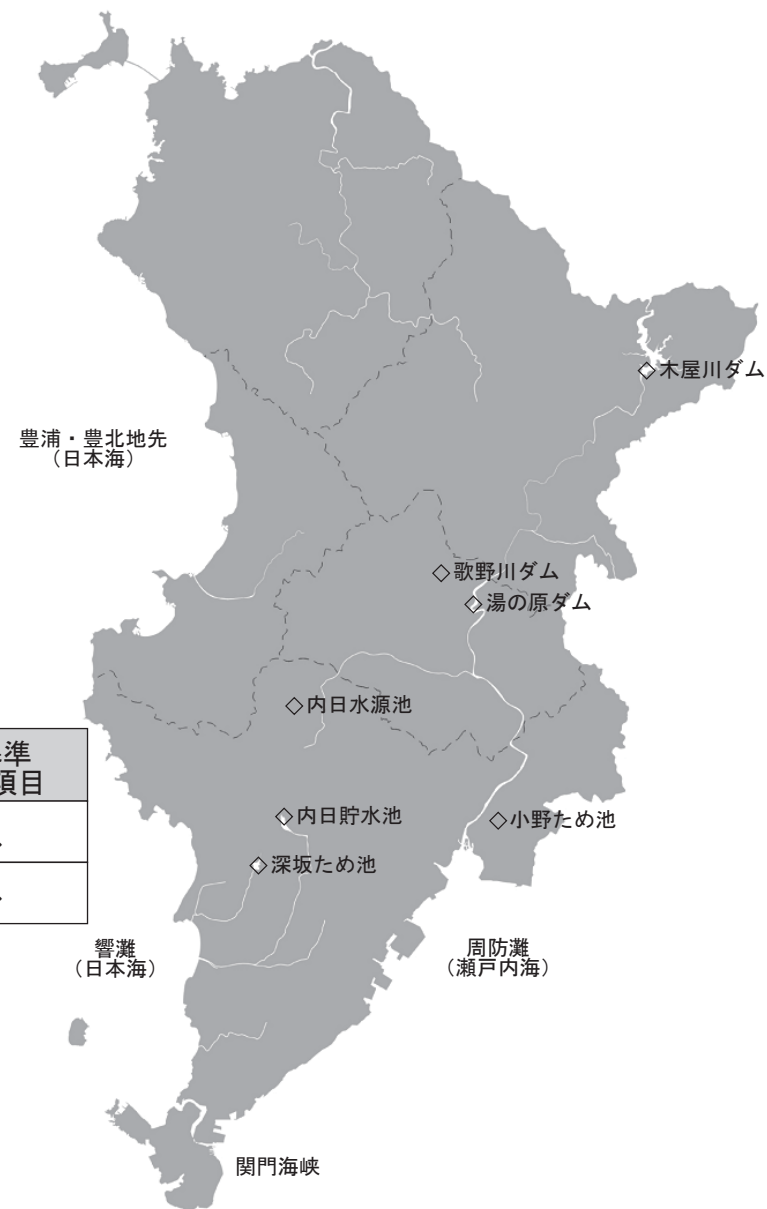 木屋川ダム
豊浦・豊北地先
（日本海）
歌野川ダム
湯の原ダム
内日水源池
準
項目
内日貯水池
小野ため池
深坂ため池
響灘
（日本海）
周防灘
（瀬戸内海）
関門海峡